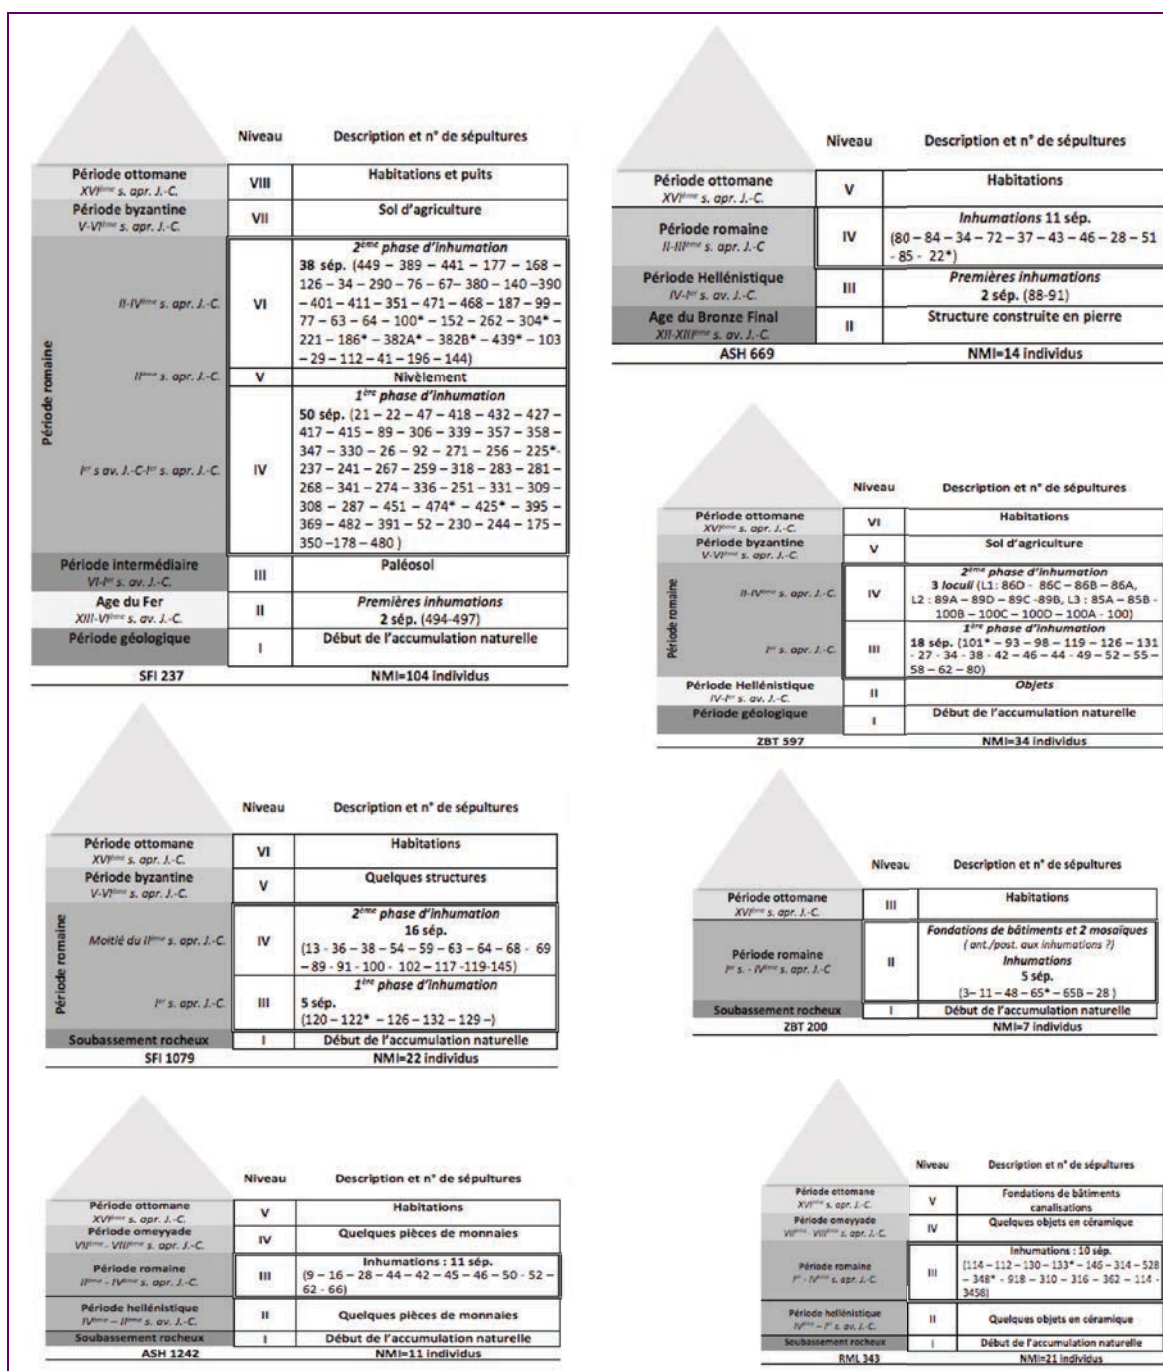 Niveau Description et n° de sépultures
Période ottomane
XVIème s. apr. J.-C.
VIII
Habitations et puits
Période byzantine
V-VIème s. apr. J.-C.
VII
Sol d'agriculture
Période romaine
II-IVème s. apr. J.-C.
VI
2ème phase d'inhumation
38 sép. (449 – 389 – 441 – 177 – 168 –
126 – 34 – 290 – 76 – 67– 380 – 140 –390
– 401 – 411 – 351 – 471 – 468 – 187 – 99 –
77 – 63 – 64 – 100* – 152 – 262 – 304* –
221 – 186* – 382A* – 382B* – 439* – 103
– 29 – 112 – 41 – 196 – 144)
IIème s. apr. J.-C.
V
Nivèlement
Ier s av. J.-C-Ier s. apr. J.-C.
IV
1ère phase d'inhumation
50 sép. (21 – 22 – 47 – 418 – 432 – 427 –
417 – 415 – 89 – 306 – 339 – 357 – 358 –
347 – 330 – 26 – 92 – 271 – 256 – 225*-
237 – 241 – 267 – 259 – 318 – 283 – 281 –
268 – 341 – 274 – 336 – 251 – 331 – 309 –
308 – 287 – 451 – 474* – 425* – 395 –
369 – 482 – 391 – 52 – 230 – 244 – 175 –
350 –178 – 480 )
Période intermédiaire
VI-Ier s. av. J.-C.
III
Paléosol
Age du Fer
XIII-VIème s. av. J.-C.
II
Premières inhumations
2 sép. (494-497)
Période géologique
I
Début de l'accumulation naturelle
SFI 237 NMI=104 individus
Niveau Description et n° de sépultures
Période ottomane
XVIème s. apr. J.-C.
V
Habitations
Période romaine
II-IIIème s. apr. J.-C
IV
Inhumations 11 sép.
(80 – 84 – 34 – 72 – 37 – 43 – 46 – 28 – 51
- 85 - 22*)
Période Hellénistique
IV-Ier s. av. J.-C.
III
Premières inhumations
2 sép. (88-91)
Age du Bronze Final
XII-XIIIème s. av. J.-C.
II
Structure construite en pierre
ASH 669 NMI=14 individus
Niveau Description et n° de sépultures
Période ottomane
XVIème s. apr. J.-C.
VI
Habitations
Période byzantine
V-VIème s. apr. J.-C.
V
Sol d'agriculture
Période romaine
II-IVème s. apr. J.-C.
IV
2ème phase d'inhumation
3 loculi (L1: 86D - 86C – 86B – 86A,
L2 : 89A – 89D – 89C -89B, L3 : 85A – 85B -
100B – 100C – 100D – 100A - 100)
Ier s. apr. J.-C.
III
1ère phase d'inhumation
18 sép. (101* – 93 – 98 – 119 – 126 – 131
- 27 - 34 - 38 - 42 – 46 – 44 - 49 – 52 – 55 –
58 – 62 – 80)
Période Hellénistique
IV-Ier s. av. J.-C.
II
Objets
Période géologique
I
Début de l'accumulation naturelle
ZBT 597 NMI=34 individus
Niveau Description et n° de sépultures
Période ottomane
XVIème s. apr. J.-C.
VI
Habitations
Période byzantine
V-VIème s. apr. J.-C.
V
Quelques structures
Période romaine
Moitié du IIème s. apr. J.-C.
IV
2ème phase d'inhumation
16 sép.
(13 - 36 – 38 – 54 – 59 – 63 – 64 – 68 - 69
– 89 - 91 - 100 - 102 – 117 -119-145)
Ier s. apr. J.-C.
III
1ère phase d'inhumation
5 sép.
(120 – 122* – 126 – 132 – 129 –)
Soubassement rocheux
I
Début de l'accumulation naturelle
SFI 1079 NMI=22 individus
Niveau Description et n° de sépultures
Période ottomane
XVIème s. apr. J.-C.
III
Habitations
Période romaine
Ier s. - IVème s. apr. J.-C
II
Fondations de bâtiments et 2 mosaïques
( ant./post. aux inhumations ?)
Inhumations
5 sép.
(3– 11 – 48 – 65* – 65B - 28 )
Soubassement rocheux
I
Début de l'accumulation naturelle
ZBT 200 NMI=7 individus
Niveau Description et n° de sépultures
Période ottomane
XVIème s. apr. J.-C.
V
Habitations
Période omeyyade
VIIème - VIIIème s. apr. J.-C.
IV
Quelques pièces de monnaies
Période romaine
IIème - IVème s. apr. J.-C.
III
Inhumations : 11 sép.
(9 – 16 – 28 – 44 – 42 – 45 – 46 – 50 - 52 –
62 - 66)
Période hellénistique
IVème – IIème s. av. J.-C.
II
Quelques pièces de monnaies
Soubassement rocheux
I
Début de l'accumulation naturelle
ASH 1242 NMI=11 individus
Niveau Description et n° de sépultures
Période ottomane
XVIème s. apr. J.-C.
V
Fondations de bâtiments
canalisations
Période omeyyade
VIIème - VIIIème s. apr. J.-C.
IV
Quelques objets en céramique
Période romaine
Ier - IVème s. apr. J.-C.
III
Inhumations : 10 sép.
(114 – 112 – 130 – 133* – 146 – 314 – 528
– 348* - 918 – 310 – 316 – 362 – 114 -
3458)
Période hellénistique
IVème – Ier s. av. J.-C.
II
Quelques objets en céramique
Soubassement rocheux
I
Début de l'accumulation naturelle
RML 343 NMI=21 individus